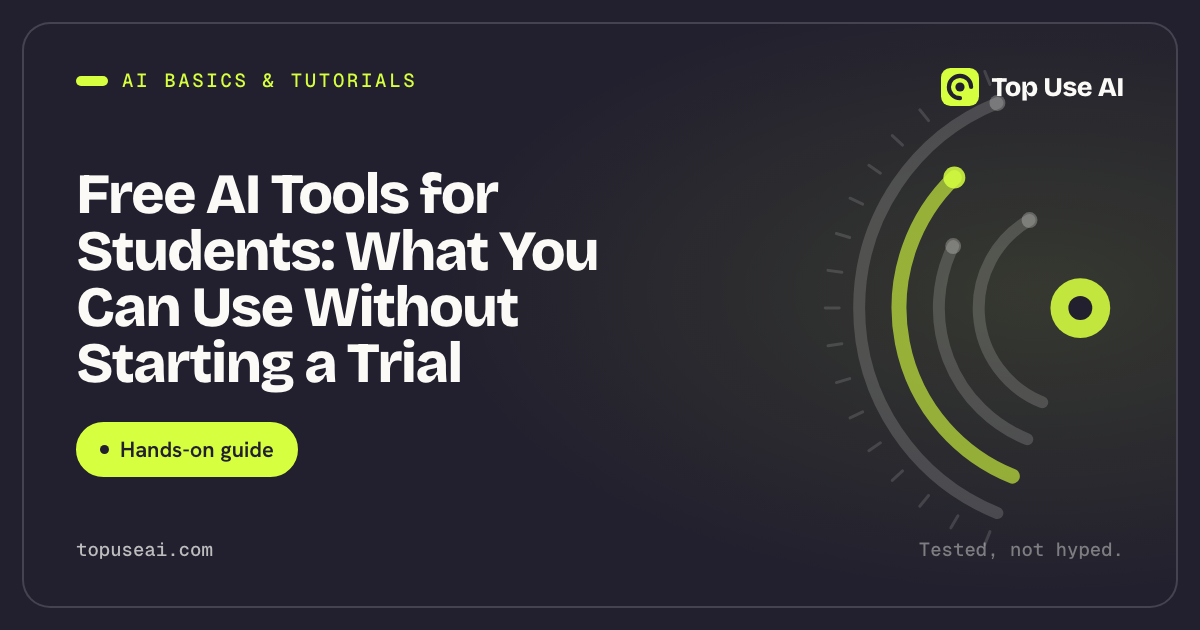 AI BASICS & TUTORIALS
Top Use AI
Free AI Tools for
Students: What You
Can Use Without
Starting a Trial
Hands-on guide
topuseai.com
Tested, not hyped.